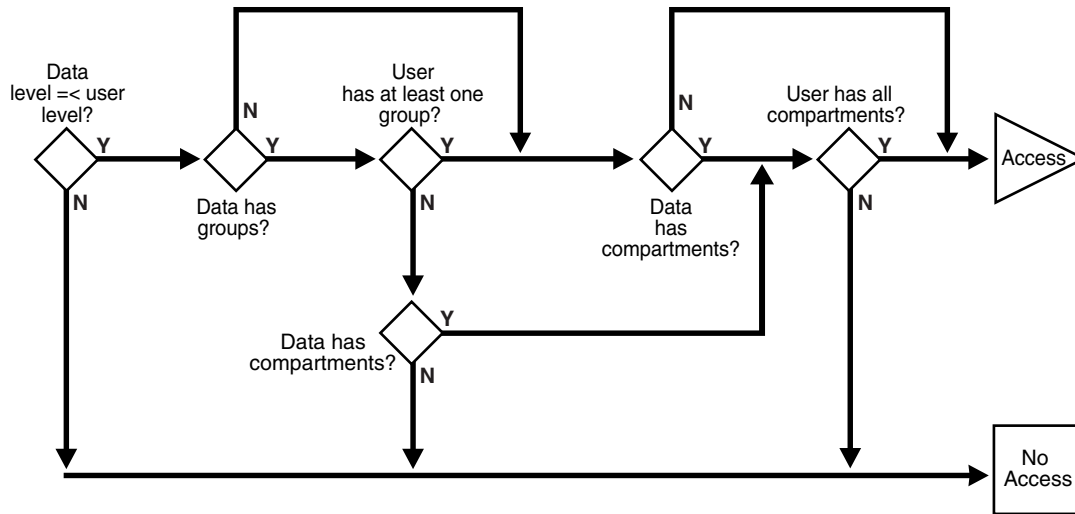 Data
level =< user
level?
Y
N
N
Y
Data has
groups?
User
has at least one
group?
Y
N
Data has
compartments?
Y
N
N
Y
Data
has
compartments?
User has all
compartments?
Y
N
Access
No
Access